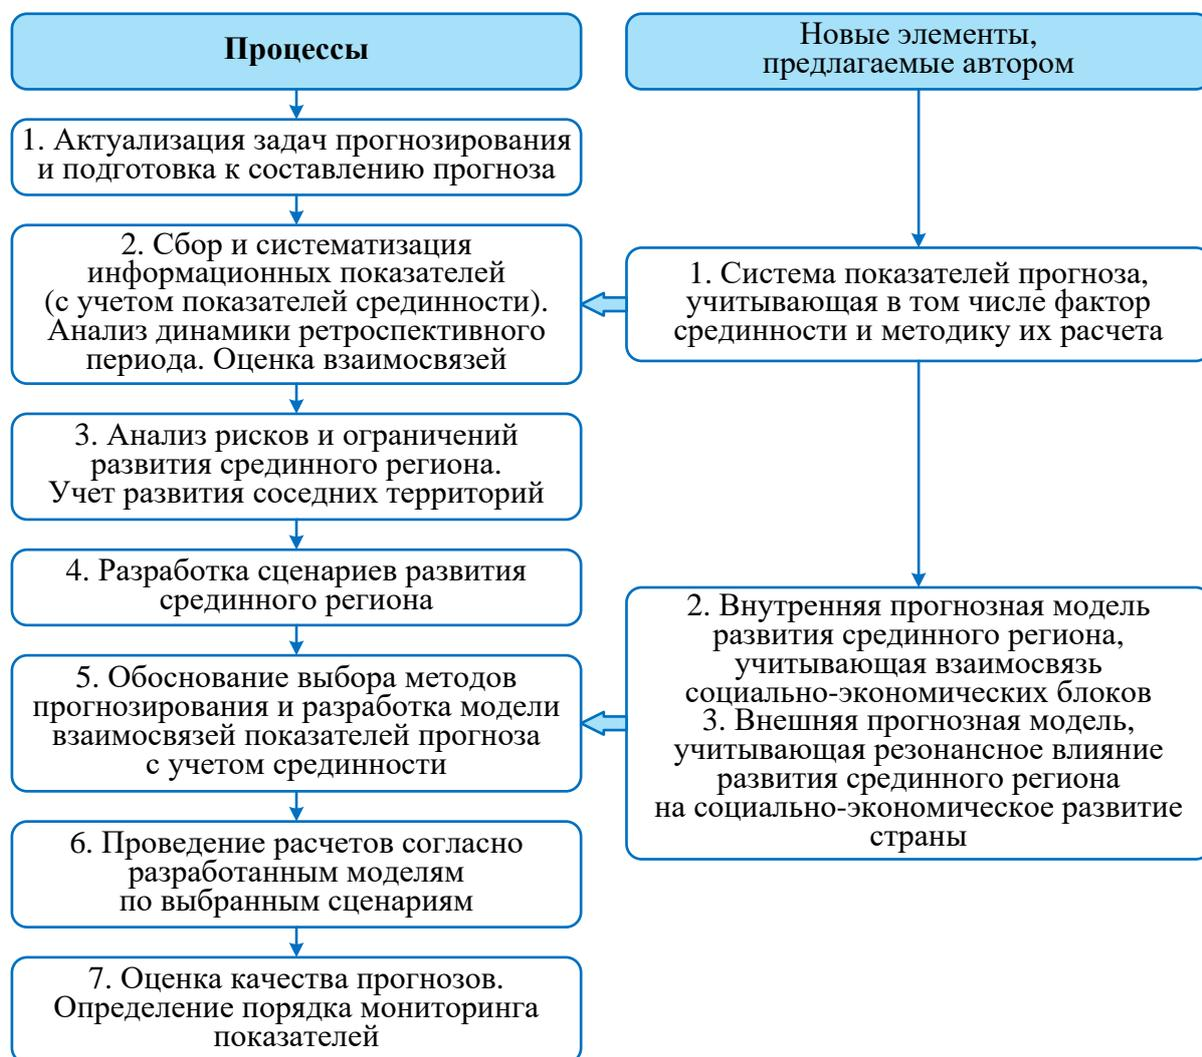 Процессы
1. Актуализация задач прогнозирования
и подготовка к составлению прогноза
2. Сбор и систематизация
информационных показателей
(с учетом показателей срединности).
Анализ динамики ретроспективного
периода. Оценка взаимосвязей
3. Анализ рисков и ограничений
развития срединного региона.
Учет развития соседних территорий
4. Разработка сценариев развития
срединного региона
5. Обоснование выбора методов
прогнозирования и разработка модели
взаимосвязей показателей прогноза
с учетом срединности
6. Проведение расчетов согласно
разработанным моделям
по выбранным сценариям
7. Оценка качества прогнозов.
Определение порядка мониторинга
показателей
Новые элементы,
предлагаемые автором
1. Система показателей прогноза,
учитывающая в том числе фактор
срединности и методику их расчета
2. Внутренняя прогнозная модель
развития срединного региона,
учитывающая взаимосвязь
социально-экономических блоков
3. Внешняя прогнозная модель,
учитывающая резонансное влияние
развития срединного региона
на социально-экономическое развитие
страны